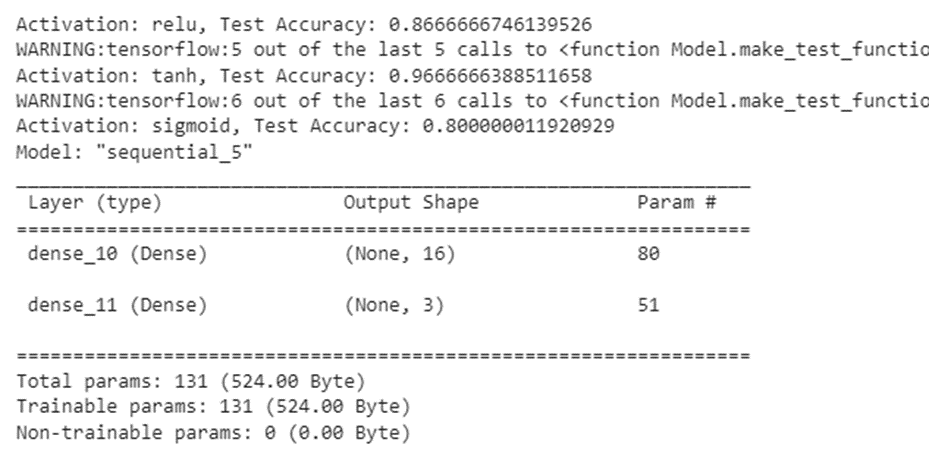 Activation: relu, Test Accuracy: 0.8666666746139526
WARNING:tensorflow:5 out of the last 5 calls to <function Model.make_test_functio
Activation: tanh, Test Accuracy: 0.9666666388511658
WARNING:tensorflow:6 out of the last 6 calls to <function Model.make_test_functio
Activation: sigmoid, Test Accuracy: 0.800000011920929
Model: "sequential_5"
_________________________________________________________________
Layer (type) Output Shape Param #
=================================================================
dense_10 (Dense) (None, 16) 80
dense_11 (Dense) (None, 3) 51
=================================================================
Total params: 131 (524.00 Byte)
Trainable params: 131 (524.00 Byte)
Non-trainable params: 0 (0.00 Byte)